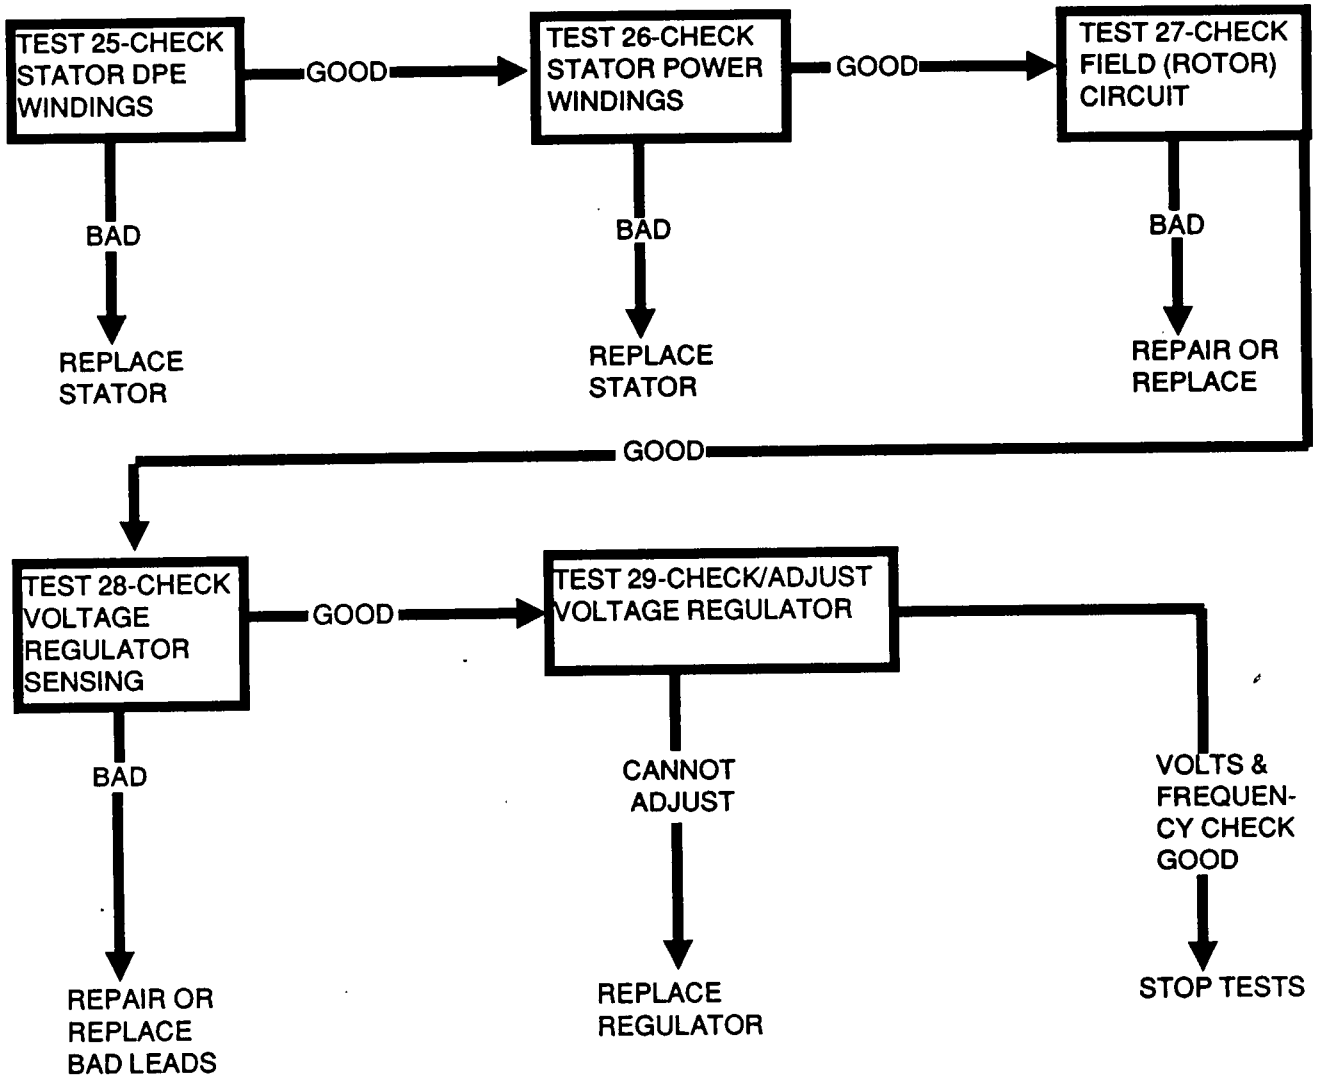 TEST 25-CHECK
STATOR DPE
WINDINGS
GOOD
TEST 26-CHECK
STATOR POWER
WINDINGS
GOOD
TEST 27-CHECK
FIELD (ROTOR)
CIRCUIT
BAD
REPLACE
STATOR
BAD
REPLACE
STATOR
BAD
REPAIR OR
REPLACE
GOOD
TEST 28-CHECK
VOLTAGE
REGULATOR
SENSING
GOOD
TEST 29-CHECK/ADJUST
VOLTAGE REGULATOR
BAD
REPAIR OR
REPLACE
BAD LEADS
CANNOT
ADJUST
REPLACE
REGULATOR
VOLTS &
FREQUEN-
CY CHECK
GOOD
STOP TESTS